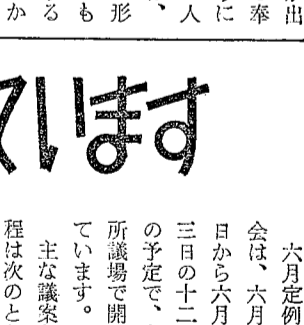 出
奉
に
人
、
形
も
る
か
ています
六月定例
会は、六月
日から六月
三日の十二
の予定で、
所議場で開
ています。
主な議案
程は次のと